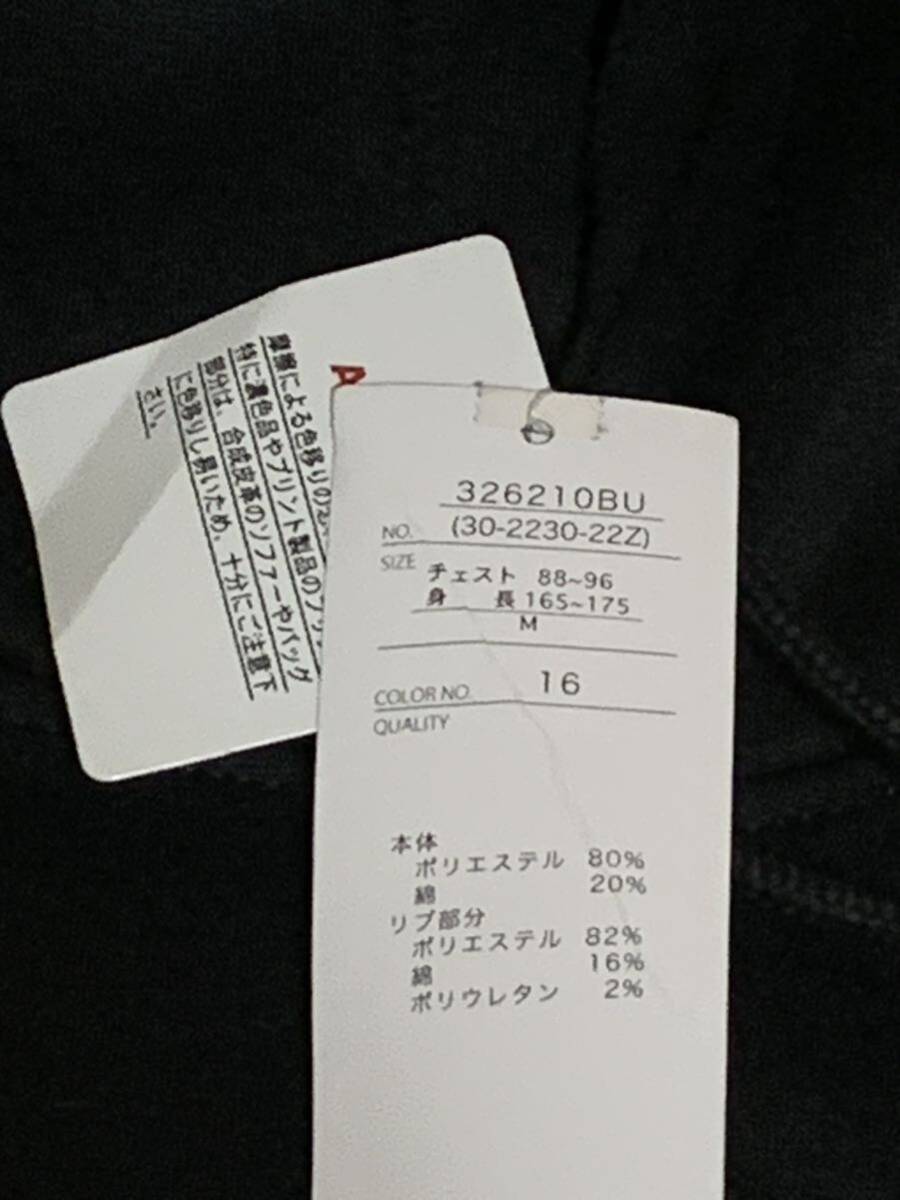 A
摩擦による色移りの
特に濃色品やプリント製品のプリ
部分は、合成皮革のソファーやバッグ
に色移りし易いため、十分にご注意下
さい。
326210BU
NO. (30-2230-22Z)
SIZE チェスト 88~96
身 長 165~175
M
COLOR NO. 16
QUALITY
本体
ポリエステル 80%
綿 20%
リブ部分
ポリエステル 82%
綿 16%
ポリウレタン 2%